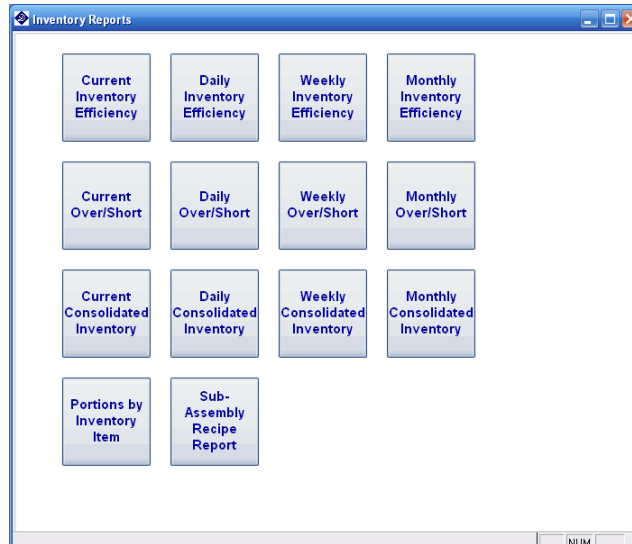 Inventory Reports
Current
Inventory
Efficiency
Daily
Inventory
Efficiency
Weekly
Inventory
Efficiency
Monthly
Inventory
Efficiency
Current
Over/Short
Daily
Over/Short
Weekly
Over/Short
Monthly
Over/Short
Current
Consolidated
Inventory
Daily
Consolidated
Inventory
Weekly
Consolidated
Inventory
Monthly
Consolidated
Inventory
Portions by
Inventory
Item
Sub-
Assembly
Recipe
Report
NUM